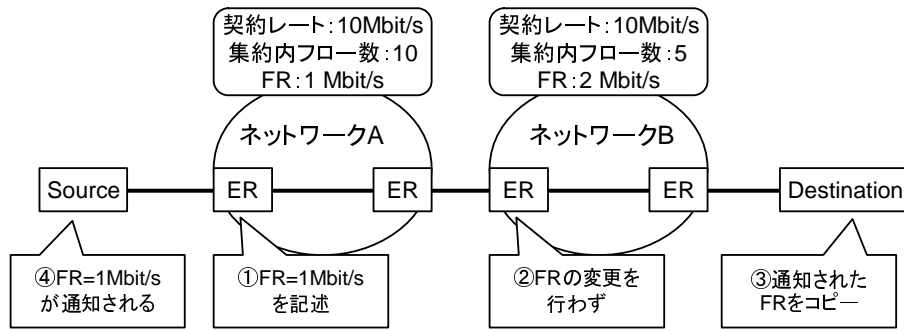 契約レート:10Mbit/s
集約内フロー数:10
FR:1 Mbit/s
契約レート:10Mbit/s
集約内フロー数:5
FR:2 Mbit/s
ネットワークA
ネットワークB
Source
ER
ER
ER
ER
Destination
④FR=1Mbit/s
が通知される
①FR=1Mbit/s
を記述
②FRの変更を
行わず
③通知された
FRをコピー